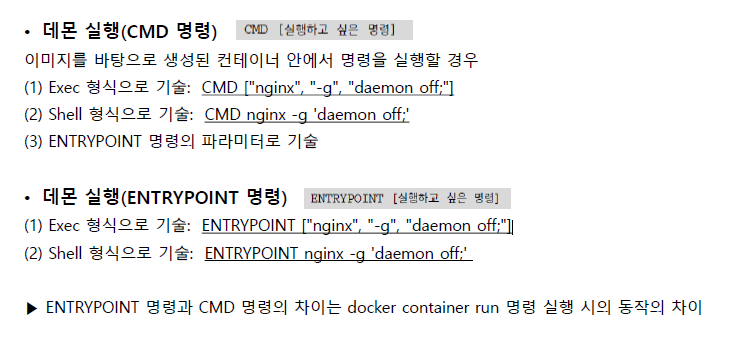 • 데몬 실행(CMD 명령) CMD [실행하고 싶은 명령]
이미지를 바탕으로 생성된 컨테이너 안에서 명령을 실행할 경우
(1) Exec 형식으로 기술: CMD ["nginx", "-g", "daemon off;"]
(2) Shell 형식으로 기술: CMD nginx -g 'daemon off;'
(3) ENTRYPOINT 명령의 파라미터로 기술
• 데몬 실행(ENTRYPOINT 명령) ENTRYPOINT [실행하고 싶은 명령]
(1) Exec 형식으로 기술: ENTRYPOINT ["nginx", "-g", "daemon off;"]
(2) Shell 형식으로 기술: ENTRYPOINT nginx -g 'daemon off;'
▶ ENTRYPOINT 명령과 CMD 명령의 차이는 docker container run 명령 실행 시의 동작의 차이